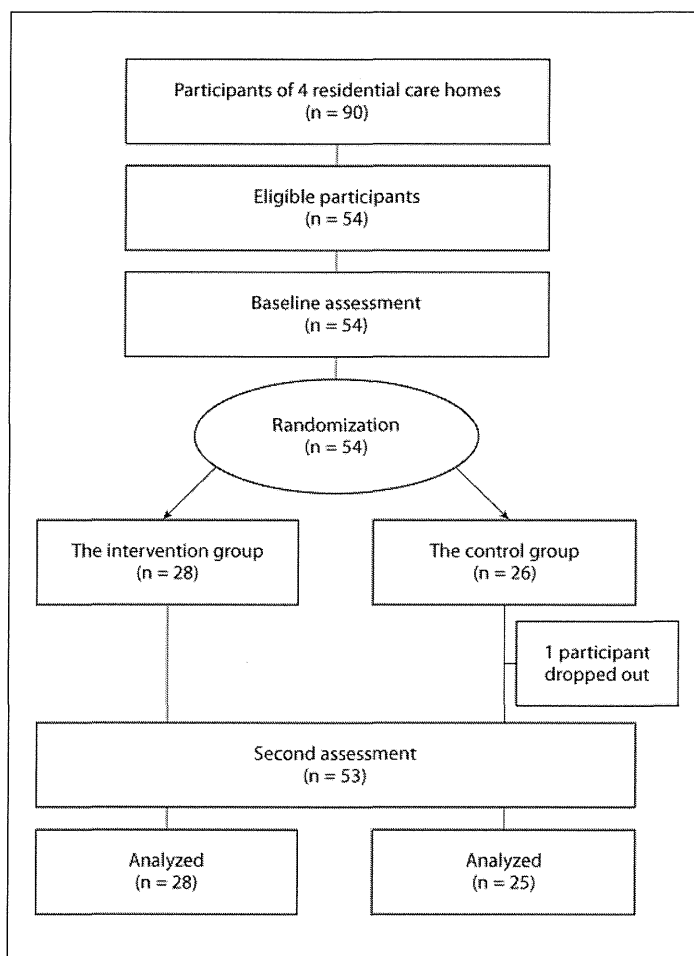 Participants of 4 residential care homes
(n = 90)
Eligible participants
(n = 54)
Baseline assessment
(n = 54)
Randomization
(n = 54)
The intervention group
(n = 28)
The control group
(n = 26)
1 participant
dropped out
Second assessment
(n = 53)
Analyzed
(n = 28)
Analyzed
(n = 25)